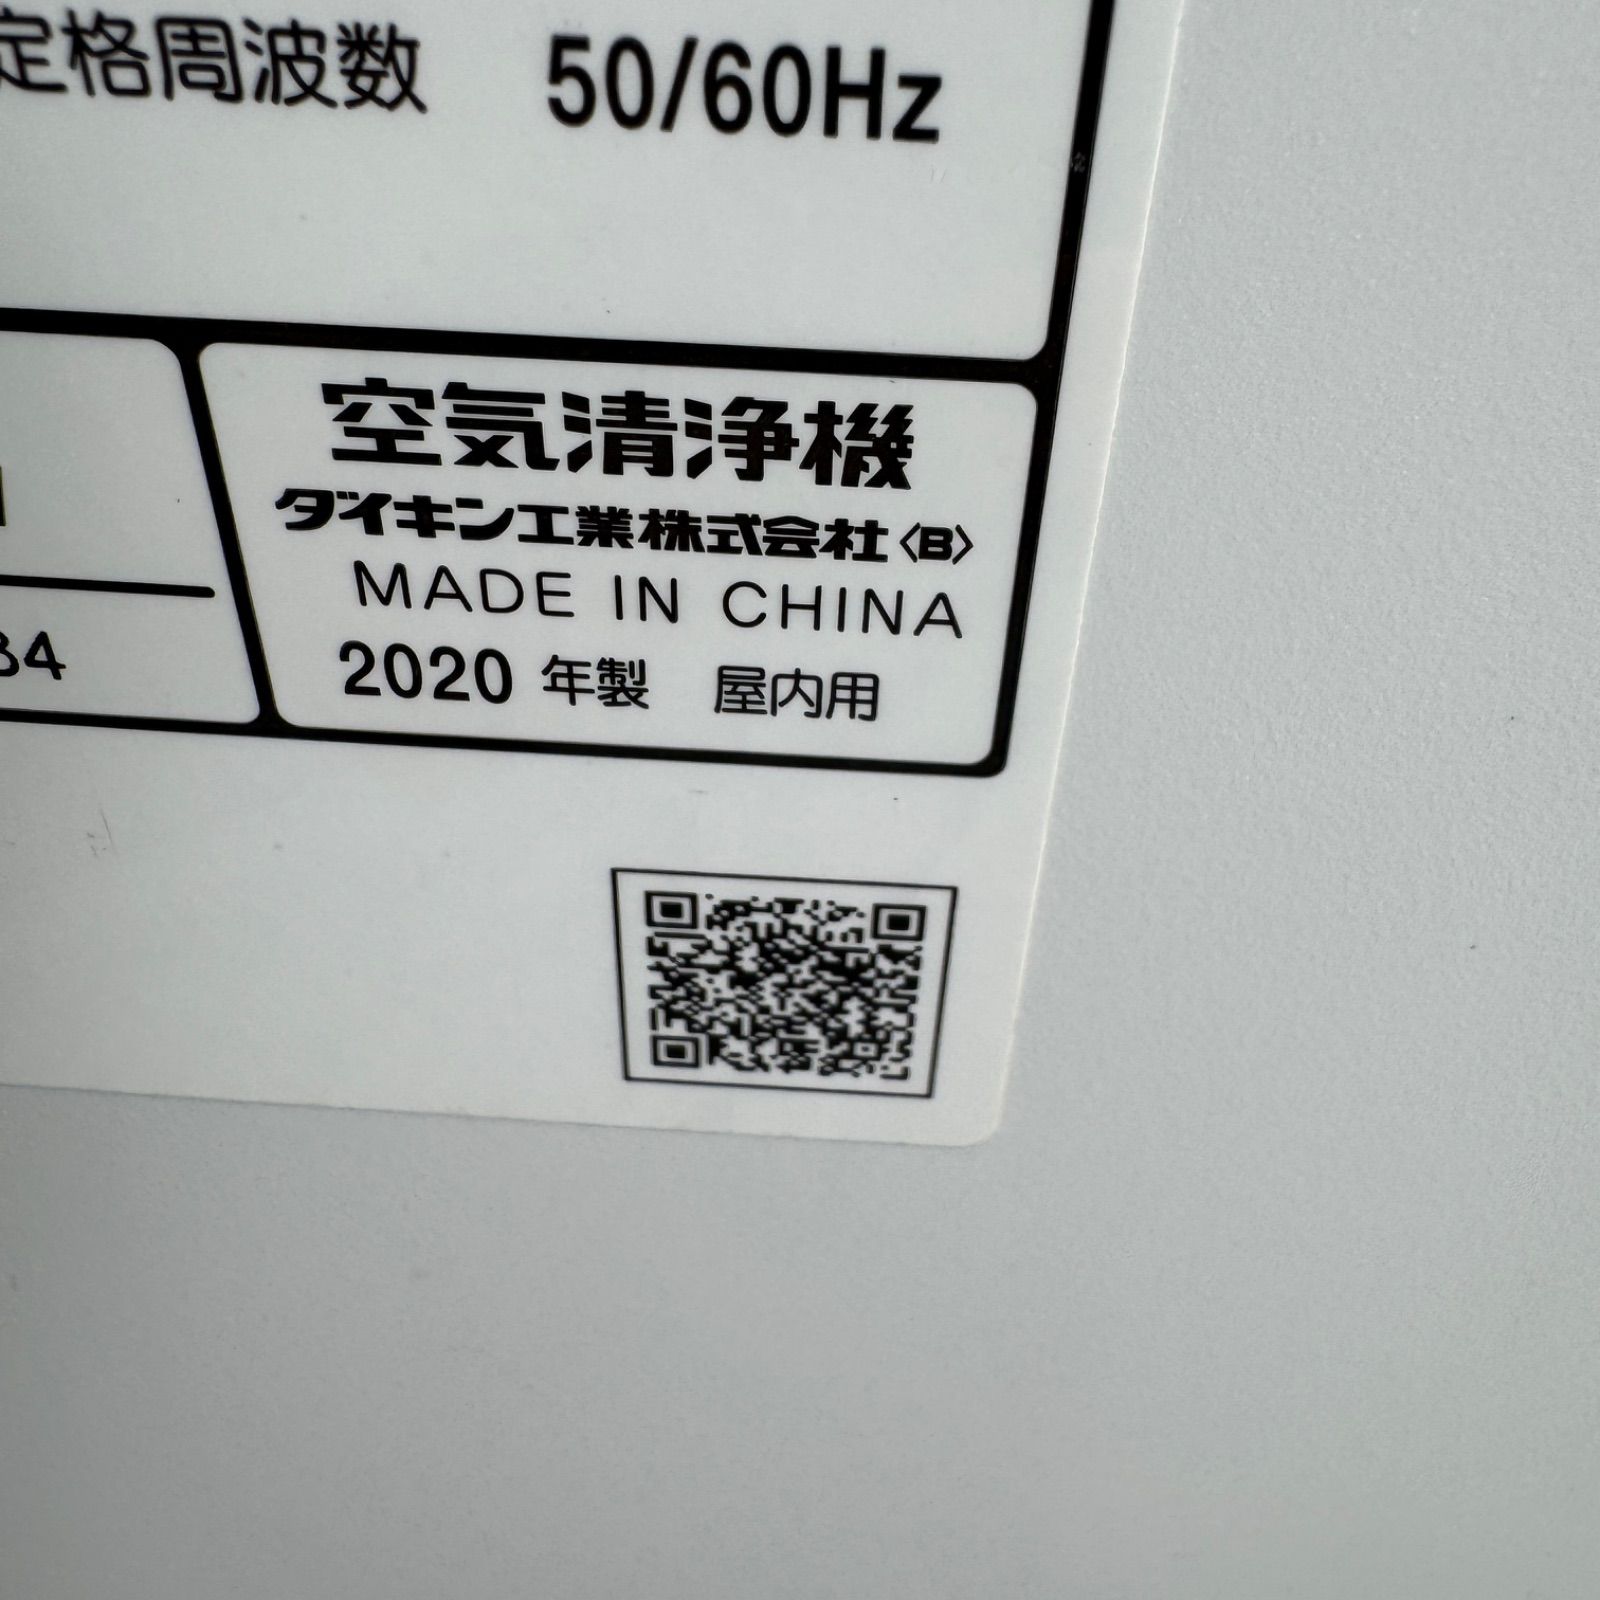 定格周波数 50/60Hz
空気清浄機
ダイキン工業株式会社〈B〉
MADE IN CHINA
34
2020 年製 屋内用